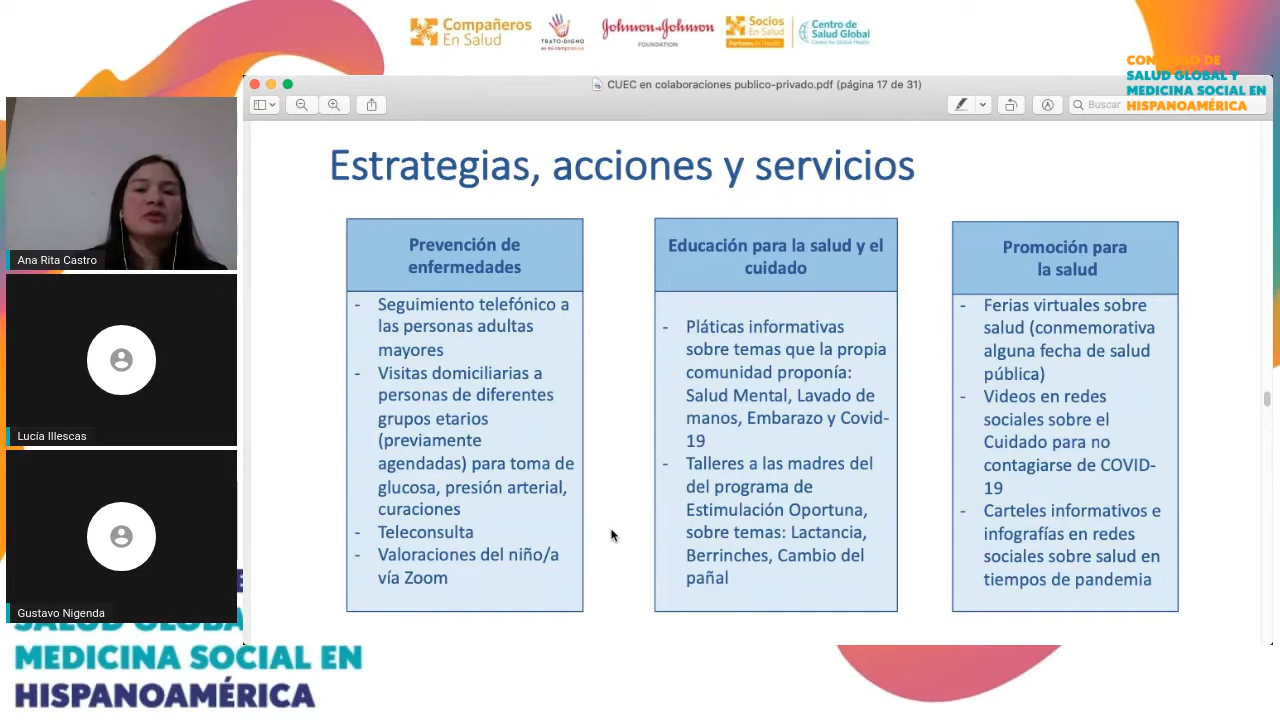 Compañeros
En Salud
TRATO·DIGNO
es mi compromiso
Johnson & Johnson
FOUNDATION
Socios
En Salud
Partners In Health
Centro de
Salud Global
Center for Global Health
CUEC en colaboraciones publico-privado.pdf (página 17 de 31)
Buscar
CONGRESO DE
SALUD GLOBAL Y
MEDICINA SOCIAL EN
HISPANOAMÉRICA
Estrategias, acciones y servicios
Prevención de
enfermedades
- Seguimiento telefónico a
las personas adultas
mayores
- Visitas domiciliarias a
personas de diferentes
grupos etarios
(previamente
agendadas) para toma de
glucosa, presión arterial,
curaciones
- Teleconsulta
- Valoraciones del niño/a
vía Zoom
Educación para la salud y el
cuidado
- Pláticas informativas
sobre temas que la propia
comunidad proponía:
Salud Mental, Lavado de
manos, Embarazo y Covid-
19
- Talleres a las madres del
del programa de
Estimulación Oportuna,
sobre temas: Lactancia,
Berrinches, Cambio del
pañal
Promoción para
la salud
- Ferias virtuales sobre
salud (conmemorativa
alguna fecha de salud
pública)
- Videos en redes
sociales sobre el
Cuidado para no
contagiarse de COVID-
19
- Carteles informativos e
infografías en redes
sociales sobre salud en
tiempos de pandemia
Ana Rita Castro
Lucía Illescas
Gustavo Nigenda
SALUD GLOBAL
MEDICINA SOCIAL EN
HISPANOAMÉRICA